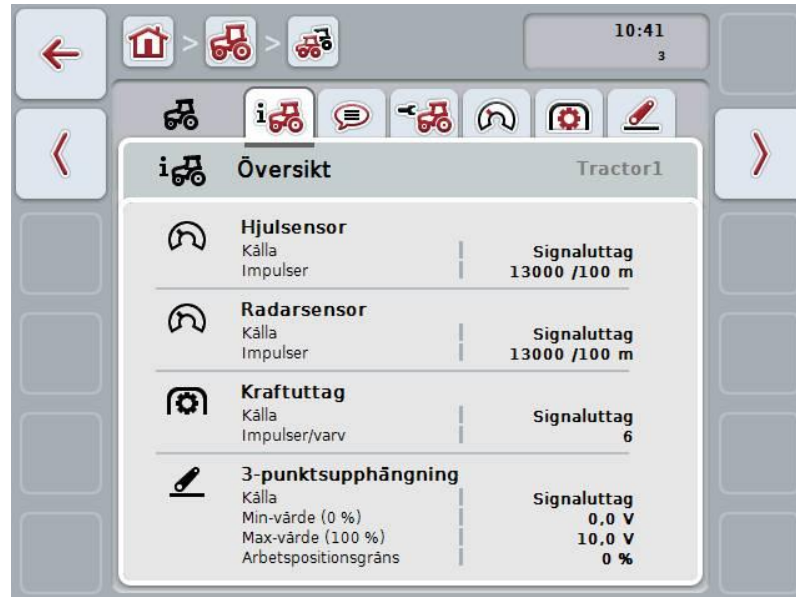 > >
10:41
3
i
i Översikt Tractor1
Hjulsensor
Källa Signaluttag
Impulser 13000 /100 m
Radarsensor
Källa Signaluttag
Impulser 13000 /100 m
Kraftuttag
Källa Signaluttag
Impulser/varv 6
3-punktsupphängning
Källa Signaluttag
Min-värde (0 %) 0,0 V
Max-värde (100 %) 10,0 V
Arbetspositionsgräns 0 %